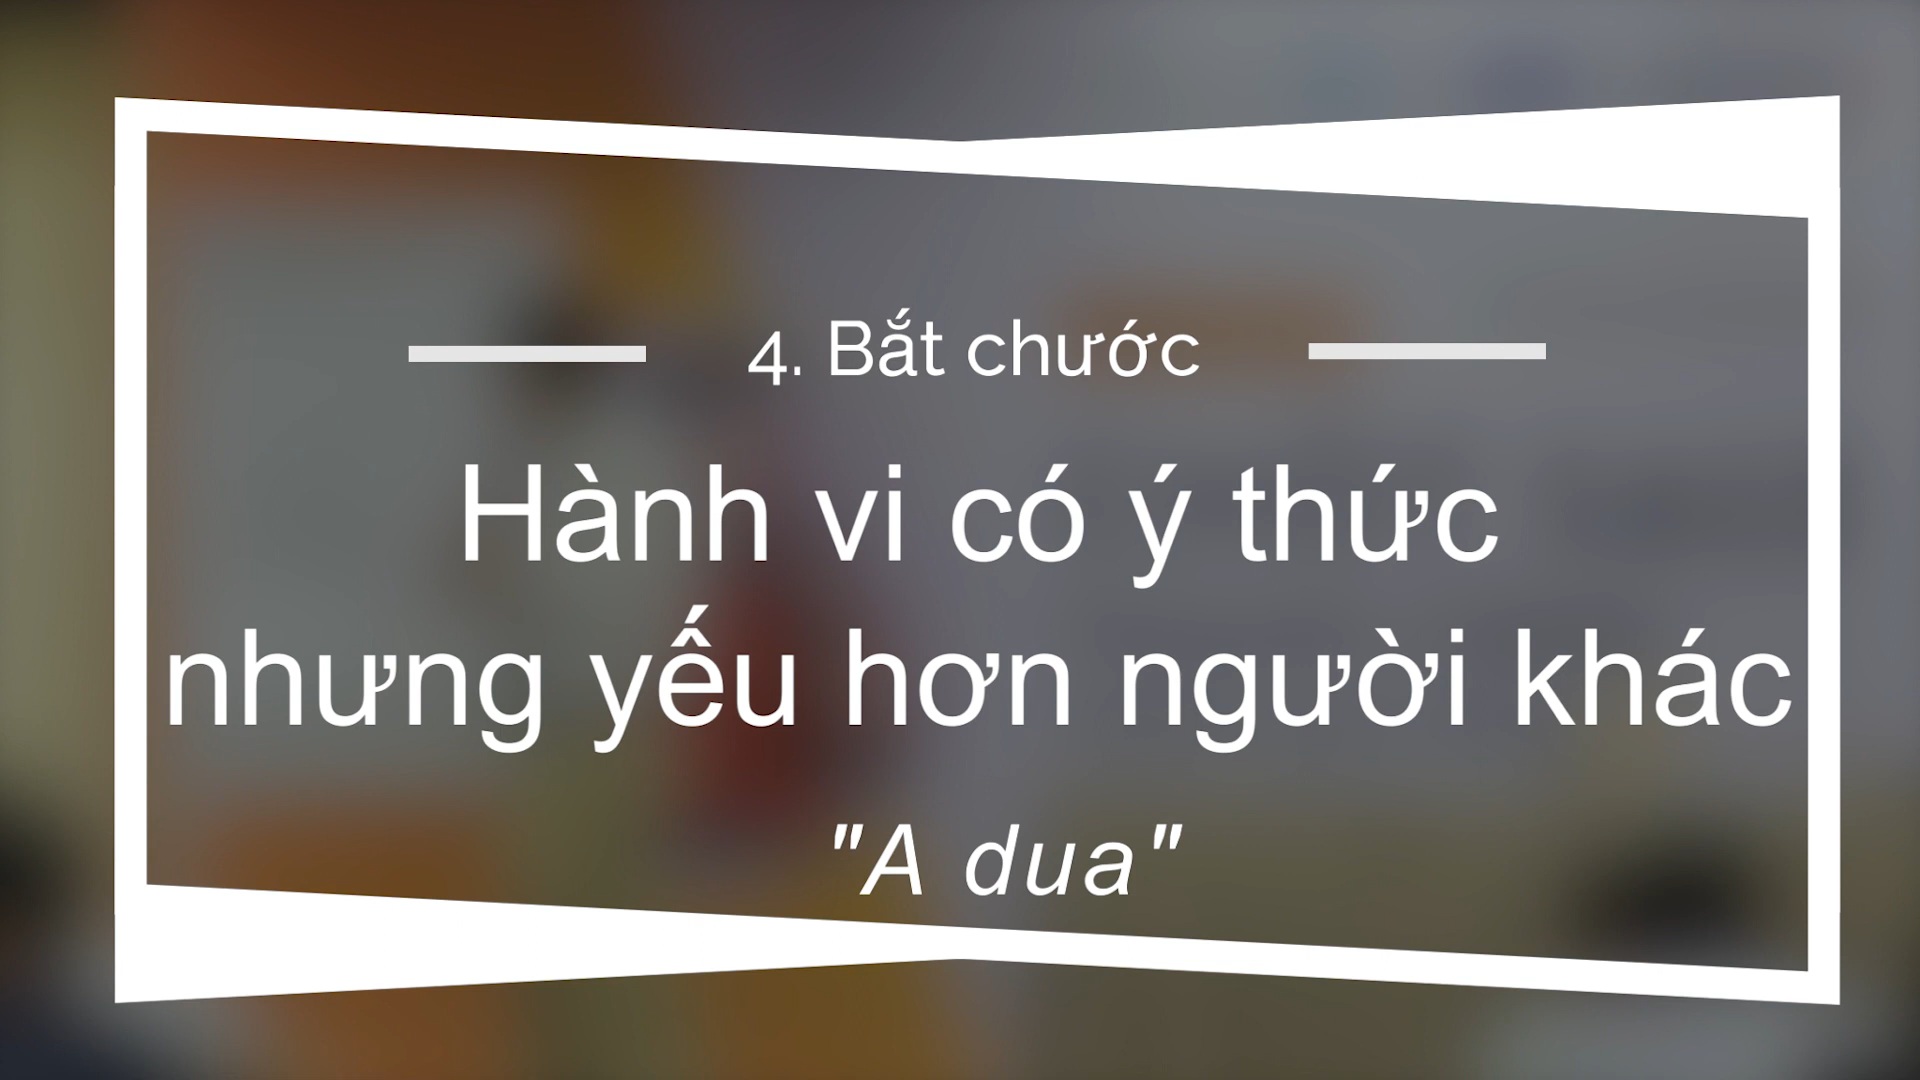 4. Bắt chước
Hành vi có ý thức
nhưng yếu hơn người khác
"A dua"